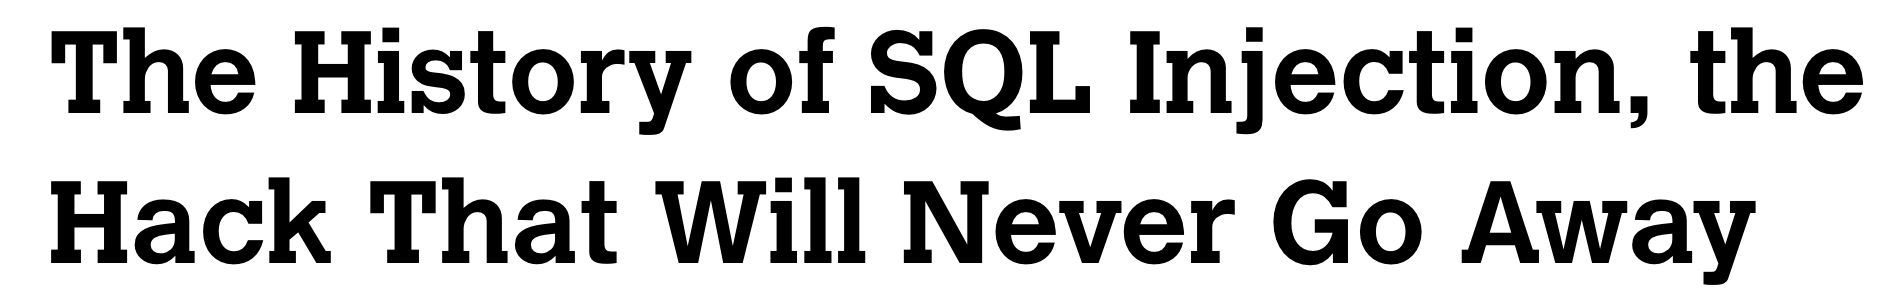 The History of SQL Injection, the
Hack That Will Never Go Away